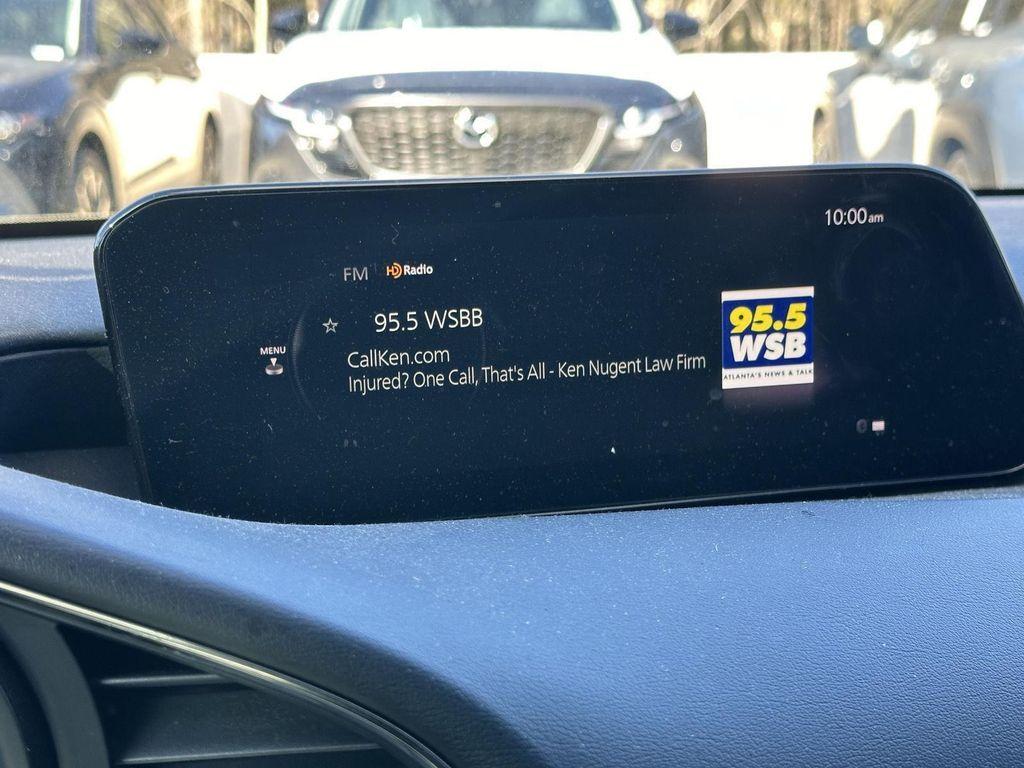 10:00am
FM HD Radio
95.5 WSBB
MENU
CallKen.com
Injured? One Call, That's All - Ken Nugent Law Firm
95.5
WSB
ATLANTA'S NEWS & TALK